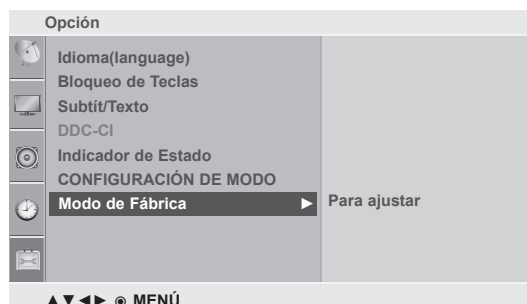 Opción
Idioma(language)
Bloqueo de Teclas
Subtít/Texto
DDC-CI
Indicador de Estado
CONFIGURACIÓN DE MODO
Modo de Fábrica ► Para ajustar
▲▼◄► ◉ MENÚ